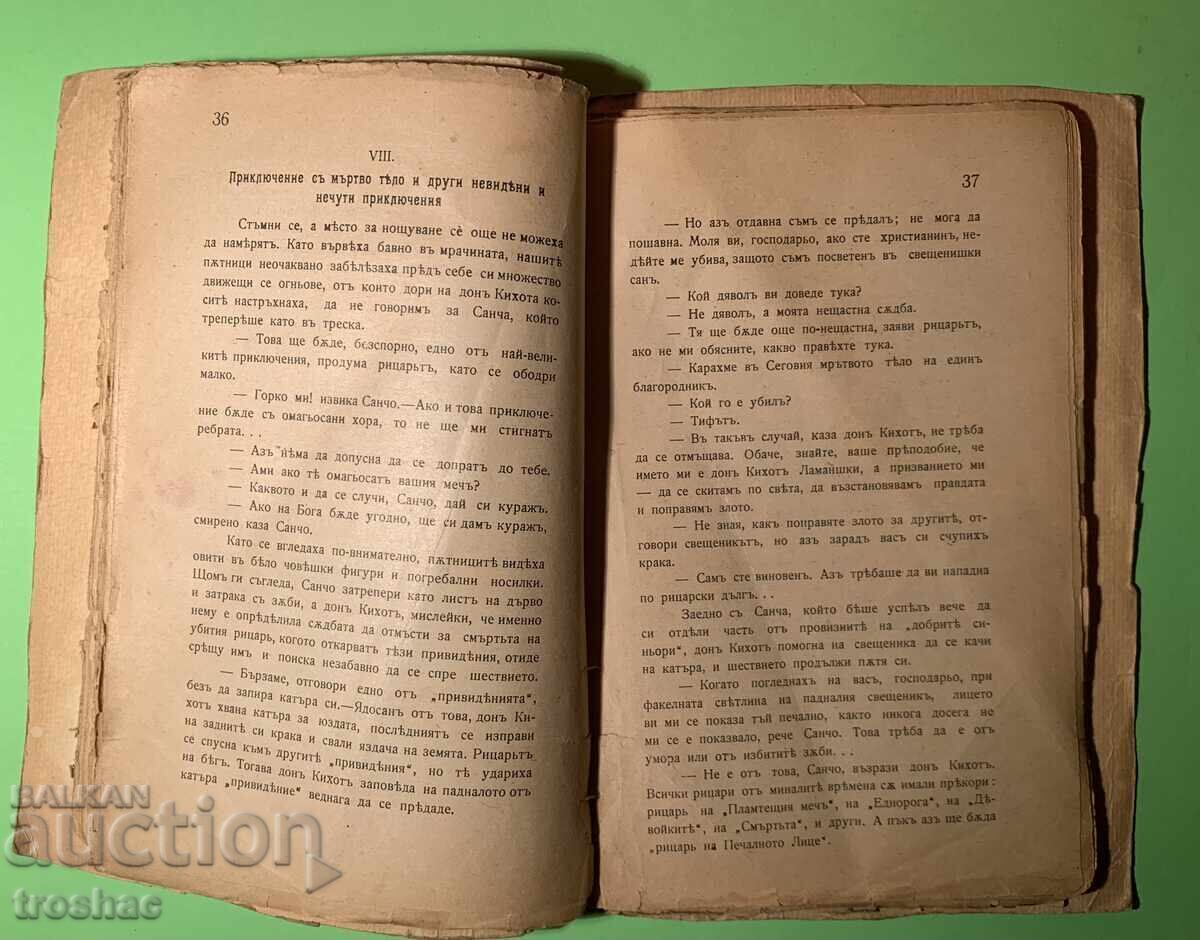 36
VIII.
Приключение съ мъртво тѣло и други невидѣни и
нечути приключения
Стъмни се, а мѣсто за нощуване сѐ още не можеха
да намѣрятъ. Като вървѣха бавно въ мрачината, нашитѣ
пѫтници неочаквано забѣлѣзаха прѣдъ себе си множество
движещи се огньове, отъ които дори на донъ Кихота ко-
ситѣ настръхнаха, да не говоримъ за Санча, който
треперѣше като въ треска.
— Това ще бѫде, безспорно, едно отъ най-вели-
китѣ приключения, продума рицарьтъ, като се ободри
малко.
— Горко ми! извика Санчо.—Ако и това приключе-
ние бѫде съ омагьосани хора, то не ще ми стигнатъ
ребрата. . .
— Азъ нѣма да допусна да се допратъ до тебе.
— Ами ако тѣ омагьосатъ вашия мечъ?
— Каквото и да се случи, Санчо, дай си куражъ.
— Ако на Бога бѫде угодно, ще си дамъ куражъ,
смирено каза Санчо.
Като се вгледаха по-внимателно, пѫтницитѣ видѣха
овити въ бѣло човѣшки фигури и погребални носилки.
Щомъ ги съгледа, Санчо затрепери като листъ на дърво
и затрака съ зѫби, а донъ Кихотъ, мислейки, че именно
нему е опрѣдѣлила сѫдбата да отмъсти за смъртьта на
убития рицарь, когото откарватъ тѣзи привидѣния, отиде
срѣщу имъ и поиска незабавно да се спре шествието.
— Бързаме, отговори едно отъ „привидѣнията“,
безъ да запира катъра си.—Ядосанъ отъ това, донъ Ки-
хотъ хвана катъра за юздата, послѣдниятъ се изправи
на заднитѣ си крака и свали яздача на земята. Рицарьтъ
се спусна къмъ другитѣ „привидѣния“, но тѣ удариха
на бѣгъ. Тогава донъ Кихотъ заповѣда на падналото отъ
катъра „привидѣние“ веднага да се прѣдаде.
37
— Но азъ отдавна съмъ се прѣдалъ; не мога да
пошавна. Моля ви, господарьо, ако сте християнинъ, не-
дѣйте ме убива, защото съмъ посветенъ въ свещенишки
санъ.
— Кой дяволъ ви доведе тука?
— Не дяволъ, а моята нещастна сѫдба.
— Тя ще бѫде още по-нещастна, заяви рицарьтъ,
ако не ми обясните, какво правѣхте тука.
— Карахме въ Сеговия мрътвото тѣло на единъ
благородникъ.
— Кой го е убилъ?
— Тифътъ.
— Въ такъвъ случай, каза донъ Кихотъ, не трѣба
да се отмъщава. Обаче, знайте, ваше прѣподобие, че
името ми е донъ Кихотъ Ламаншки, а призванието ми
— да се скитамъ по свѣта, да възстановявамъ правдата
и поправямъ злото.
— Не зная, какъ поправяте злото за другитѣ, от-
говори свещеникътъ, но азъ зарадъ васъ си счупихъ
крака.
— Самъ сте виновенъ. Азъ трѣбаше да ви нападна
по рицарски дългъ. . .
Заедно съ Санча, който бѣше успѣлъ вече да
си отдѣли часть отъ провизиитѣ на „добритѣ си-
ньори“, донъ Кихотъ помогна на свещеника да се качи
на катъра, и шествието продължи пѫтя си.
— Когато погледнахъ на васъ, господарьо, при
факелната свѣтлина на падналия свещеникъ, лицето
ви ми се показа тъй печално, както никога досега не
ми се е показвало, рече Санчо. Това трѣба да е отъ
умора или отъ избититѣ зѫби. . .
— Не е отъ това, Санчо, възрази донъ Кихотъ.
Всички рицари отъ миналитѣ врѣмена сѫ имали прѣкори:
рицарь на „Пламтещия мечъ“, на „Еднорога“, на „Дѣ-
войкитѣ“, на „Смъртьта“, и други. А пъкъ азъ ще бѫда
„рицарь на Печалното Лице“.
BALKAN
auction
troshac